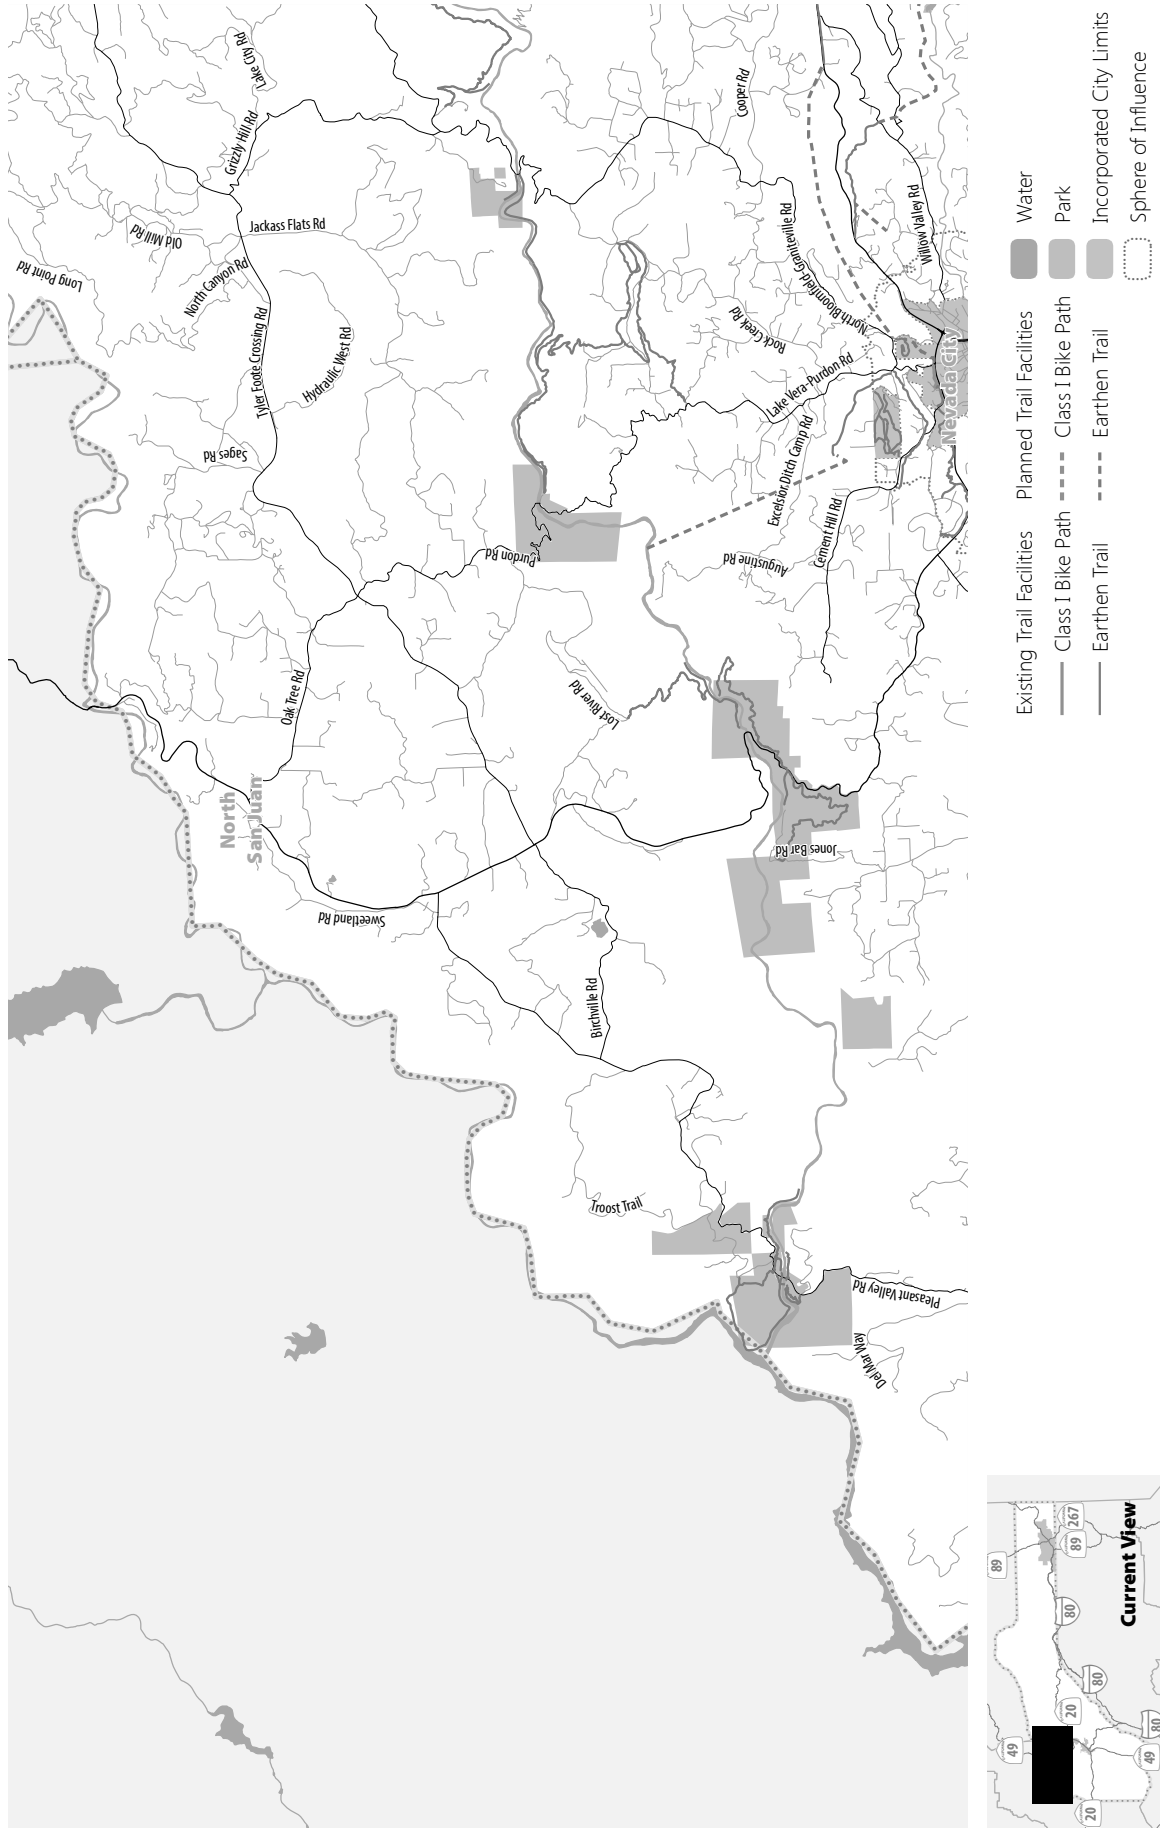 Long Point Rd
Old Mill Rd
North Canyon Rd
Jackass Flats Rd
Grizzly Hill Rd
Lake City Rd
Tyler Foote Crossing Rd
Hydraulic West Rd
Sages Rd
Oak Tree Rd
North
San Juan
Sweetland Rd
Purdon Rd
Lost River Rd
Birchville Rd
Troost Trail
Cooper Rd
Rock Creek Rd
North Bloomfield-Graniteville Rd
Lake Vera-Purdon Rd
Excelsior Ditch Camp Rd
Augustine Rd
Cement Hill Rd
Willow Valley Rd
Nevada City
Jones Bar Rd
Pleasant Valley Rd
Del Mar Way
Existing Trail Facilities
Class I Bike Path
Earthen Trail
Planned Trail Facilities
Class I Bike Path
Earthen Trail
Water
Park
Incorporated City Limits
Sphere of Influence
49
20
20
49
80
80
80
89
89
267
Current View